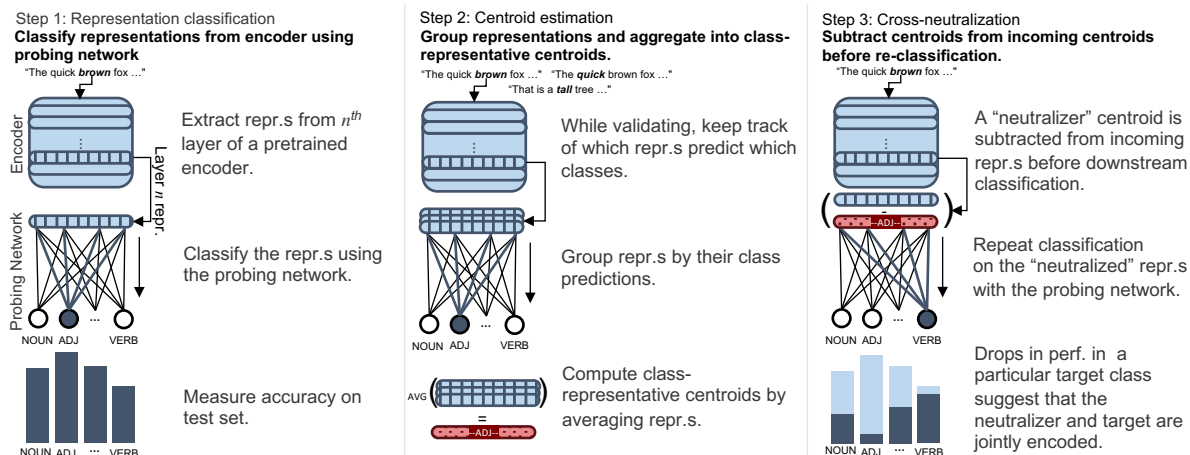 Step 1: Representation classification
Classify representations from encoder using
probing network
"The quick brown fox ..."
Encoder
Layer n repr.
Extract repr.s from nth
layer of a pretrained
encoder.
Probing Network
Classify the repr.s using
the probing network.
NOUN ADJ ... VERB
Measure accuracy on
test set.
NOUN ADJ ... VERB
Step 2: Centroid estimation
Group representations and aggregate into class-
representative centroids.
"The quick brown fox ..." "The quick brown fox ..."
"That is a tall tree ..."
While validating, keep track
of which repr.s predict which
classes.
Group repr.s by their class
predictions.
NOUN ADJ ... VERB
AVG ( )
=
--ADJ--
Compute class-
representative centroids by
averaging repr.s.
Step 3: Cross-neutralization
Subtract centroids from incoming centroids
before re-classification.
"The quick brown fox ..."
A “neutralizer” centroid is
subtracted from incoming
repr.s before downstream
classification.
( - )
--ADJ--
Repeat classification
on the “neutralized” repr.s
with the probing network.
NOUN ADJ ... VERB
Drops in perf. in a
particular target class
suggest that the
neutralizer and target are
jointly encoded.
NOUN ADJ ... VERB